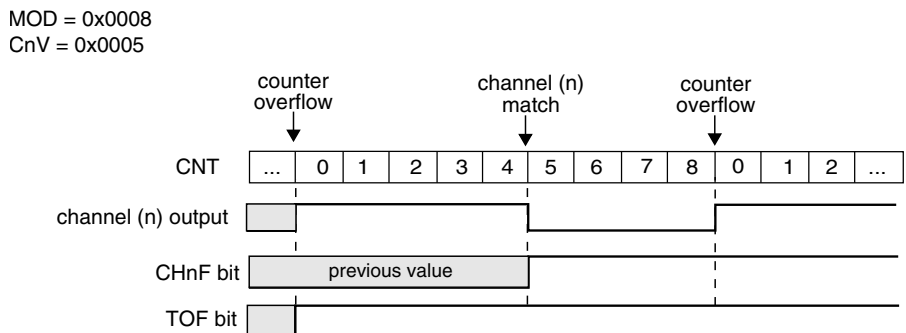 MOD = 0x0008
CnV = 0x0005
counter
overflow
channel (n)
match
counter
overflow
CNT ... 0 1 2 3 4 5 6 7 8 0 1 2 ...
channel (n) output
CHnF bit previous value
TOF bit